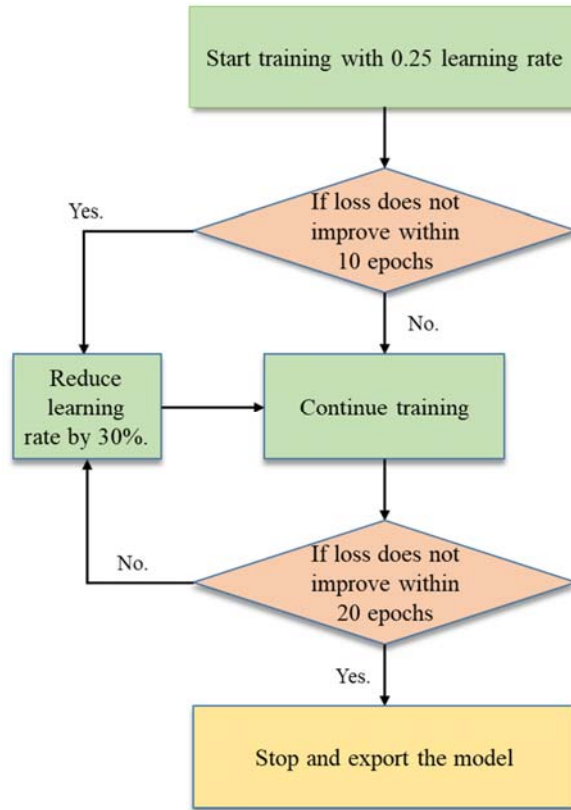 Start training with 0.25 learning rate
If loss does not
improve within
10 epochs
Yes.
No.
Reduce
learning
rate by 30%.
Continue training
If loss does not
improve within
20 epochs
No.
Yes.
Stop and export the model